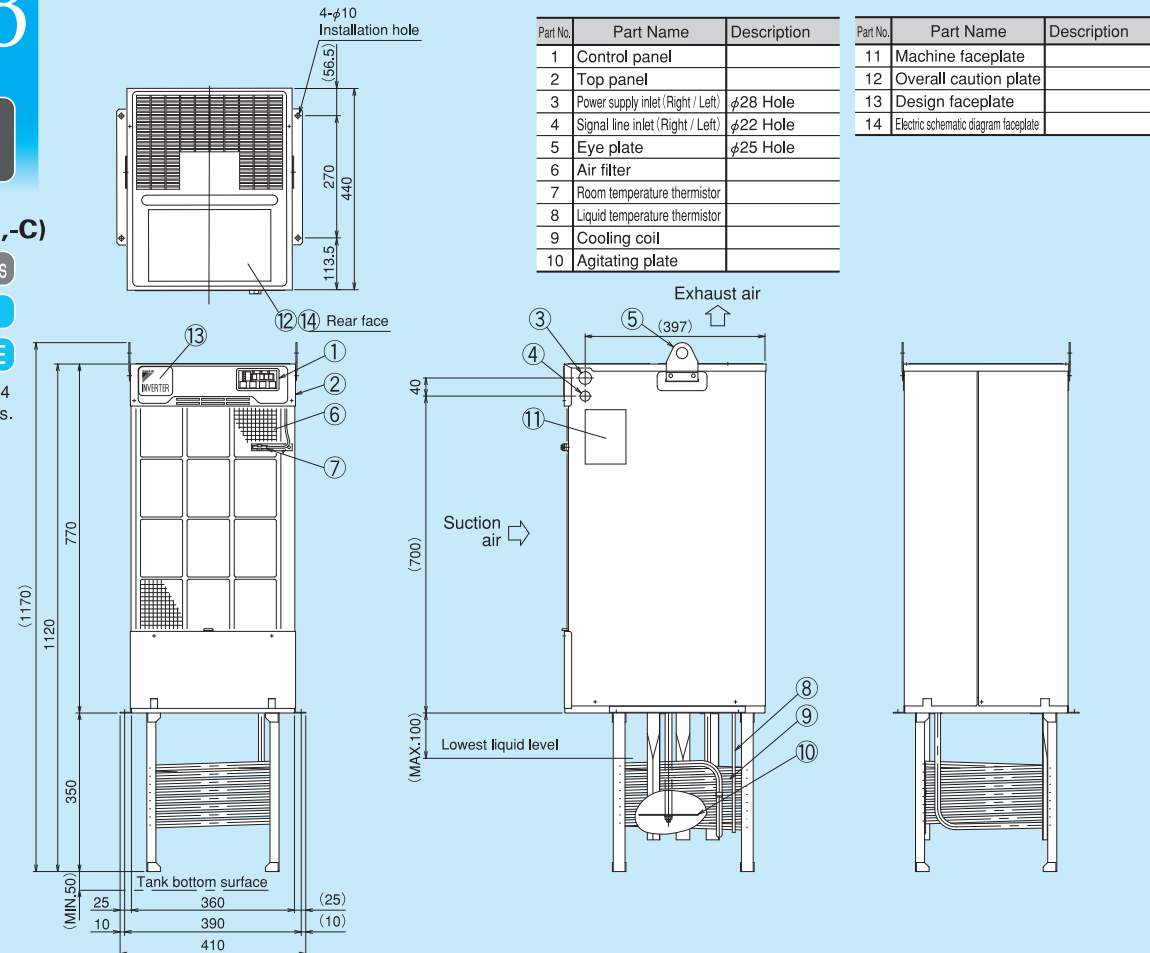 8
,-C)
s
E
4
s.
4-φ10
Installation hole
(56.5)
270
440
113.5
⑫⑭ Rear face
Part No. Part Name Description
1 Control panel
2 Top panel
3 Power supply inlet (Right / Left) φ28 Hole
4 Signal line inlet (Right / Left) φ22 Hole
5 Eye plate φ25 Hole
6 Air filter
7 Room temperature thermistor
8 Liquid temperature thermistor
9 Cooling coil
10 Agitating plate
Part No. Part Name Description
11 Machine faceplate
12 Overall caution plate
13 Design faceplate
14 Electric schematic diagram faceplate
⑬
INVERTER
①
②
⑥
⑦
(1170)
1120
770
350
(MIN.50)
Tank bottom surface
25 360 (25)
10 390 (10)
410
Exhaust air
③
④
⑤
(397)
40
⑪
Suction
air
(700)
(MAX.100)
Lowest liquid level
⑧
⑨
⑩